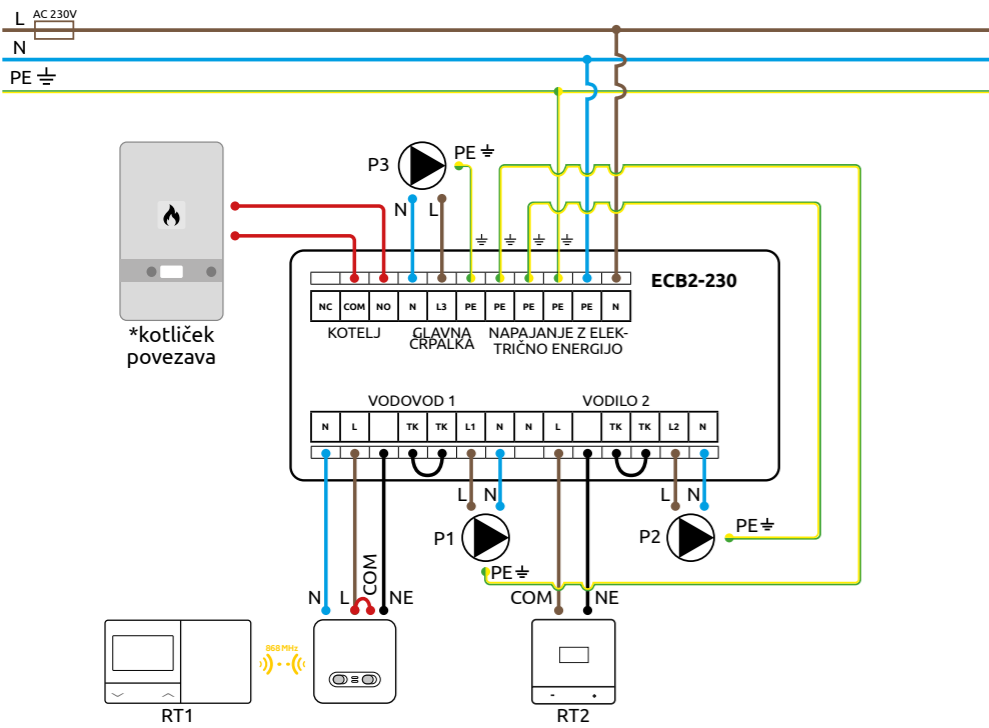 L AC 230V
N
PE
P3 PE
N L
ECB2-230
NC COM NO N L3 PE PE PE PE PE N
KOTELJ
GLAVNA
ČRPALKA
NAPAJANJE Z ELEK-
TRIČNO ENERGIJO
*kotliček
povezava
VODOVOD 1
VODILO 2
N L TK TK L1 N N L TK TK L2 N
L N
L N
P1
P2
PE
PE
N L COM NE
COM NE
868 MHz
RT1
RT2